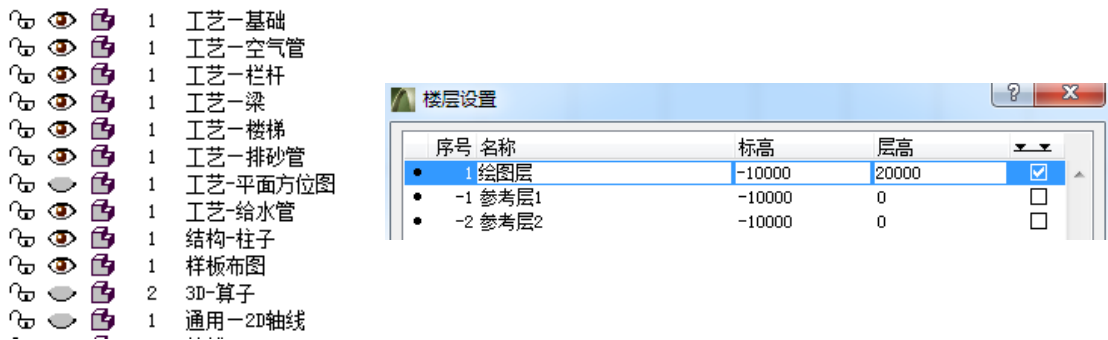 1 工艺—基础
1 工艺—空气管
1 工艺—栏杆
1 工艺—梁
1 工艺—楼梯
1 工艺—排砂管
1 工艺-平面方位图
1 工艺-给水管
1 结构-柱子
1 样板布图
2 3D-算子
1 通用—2D轴线
楼层设置
序号 名称 标高 层高
1 绘图层 -10000 20000
-1 参考层1 -10000 0
-2 参考层2 -10000 0